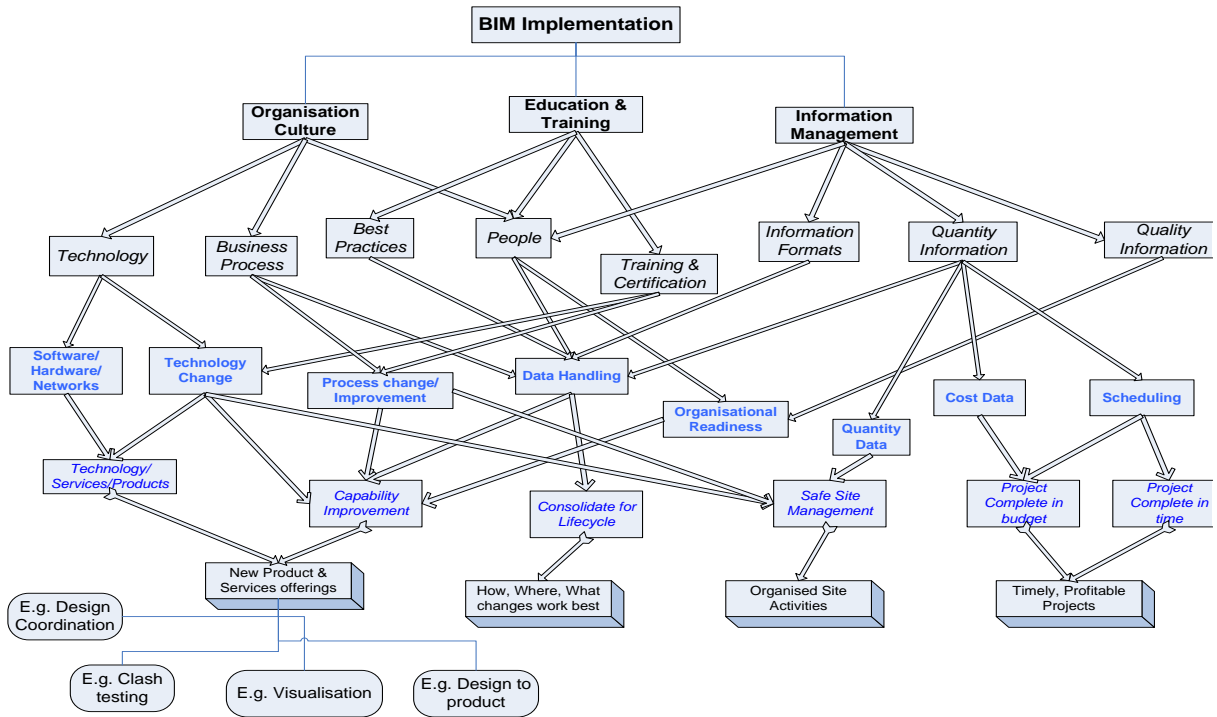 BIM Implementation
Organisation
Culture
Education &
Training
Information
Management
Technology
Business
Process
Best
Practices
People
Training &
Certification
Information
Formats
Quantity
Information
Quality
Information
Software/
Hardware/
Networks
Technology
Change
Process change/
Improvement
Data Handling
Organisational
Readiness
Quantity
Data
Cost Data
Scheduling
Technology/
Services/Products
Capability
Improvement
Consolidate for
Lifecycle
Safe Site
Management
Project
Complete in
budget
Project
Complete in
time
New Product &
Services offerings
How, Where, What
changes work best
Organised Site
Activities
Timely, Profitable
Projects
E.g. Design
Coordination
E.g. Clash
testing
E.g. Visualisation
E.g. Design to
product